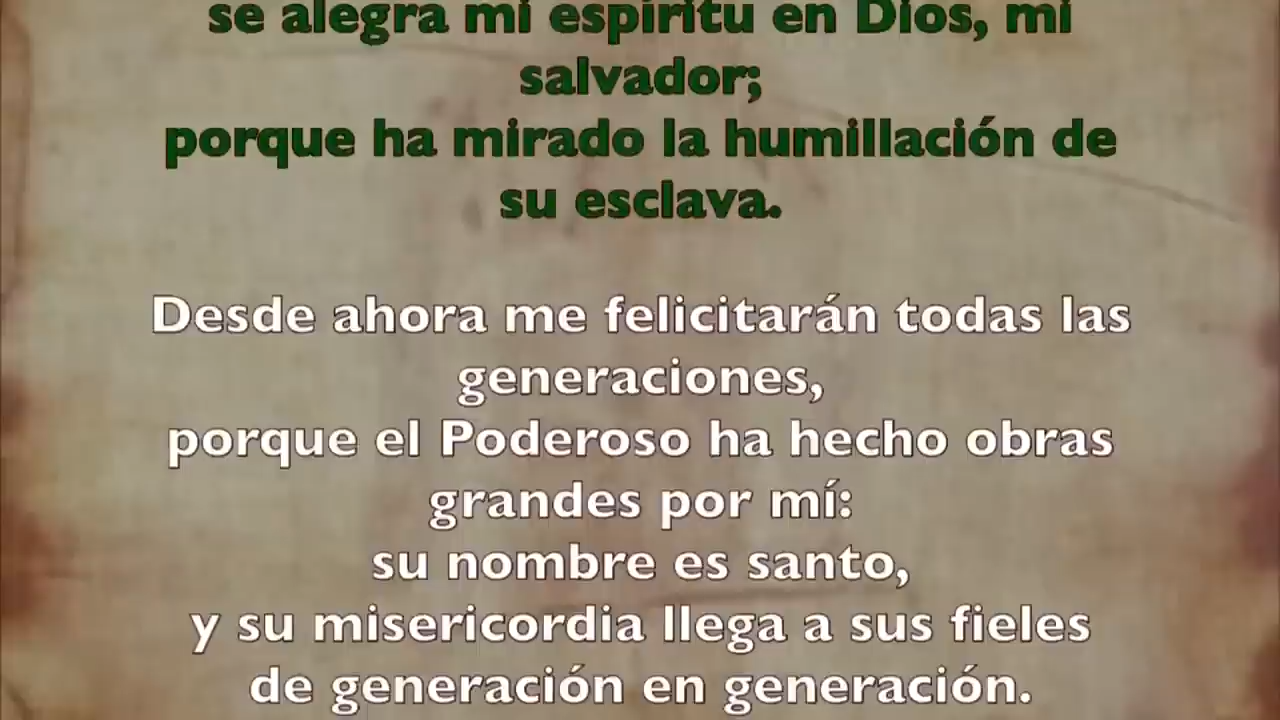 se alegra mi espíritu en Dios, mi
salvador;
porque ha mirado la humillación de
su esclava.
Desde ahora me felicitarán todas las
generaciones,
porque el Poderoso ha hecho obras
grandes por mí:
su nombre es santo,
y su misericordia llega a sus fieles
de generación en generación.